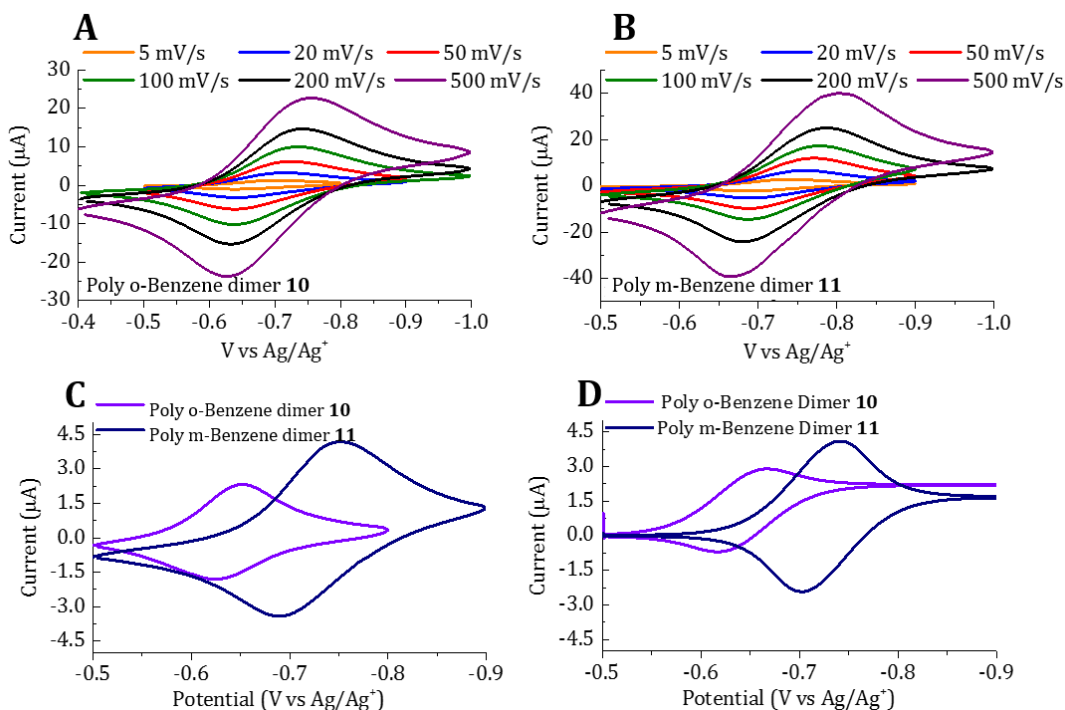 A
5 mV/s 20 mV/s 50 mV/s
100 mV/s 200 mV/s 500 mV/s
30
20
10
0
-10
-20
-30
Current (µA)
Poly o-Benzene dimer 10
-0.4 -0.5 -0.6 -0.7 -0.8 -0.9 -1.0
V vs Ag/Ag⁺
B
5 mV/s 20 mV/s 50 mV/s
100 mV/s 200 mV/s 500 mV/s
40
20
0
-20
-40
Current (µA)
Poly m-Benzene dimer 11
-0.5 -0.6 -0.7 -0.8 -0.9 -1.0
V vs Ag/Ag⁺
C
Poly o-Benzene dimer 10
Poly m-Benzene dimer 11
4.5
3.0
1.5
0.0
-1.5
-3.0
-4.5
Current (µA)
-0.5 -0.6 -0.7 -0.8 -0.9
Potential (V vs Ag/Ag⁺)
D
Poly o-Benzene Dimer 10
Poly m-Benzene Dimer 11
4.5
3.0
1.5
0.0
-1.5
-3.0
-4.5
Current (µA)
-0.5 -0.6 -0.7 -0.8 -0.9
Potential (V vs Ag/Ag⁺)